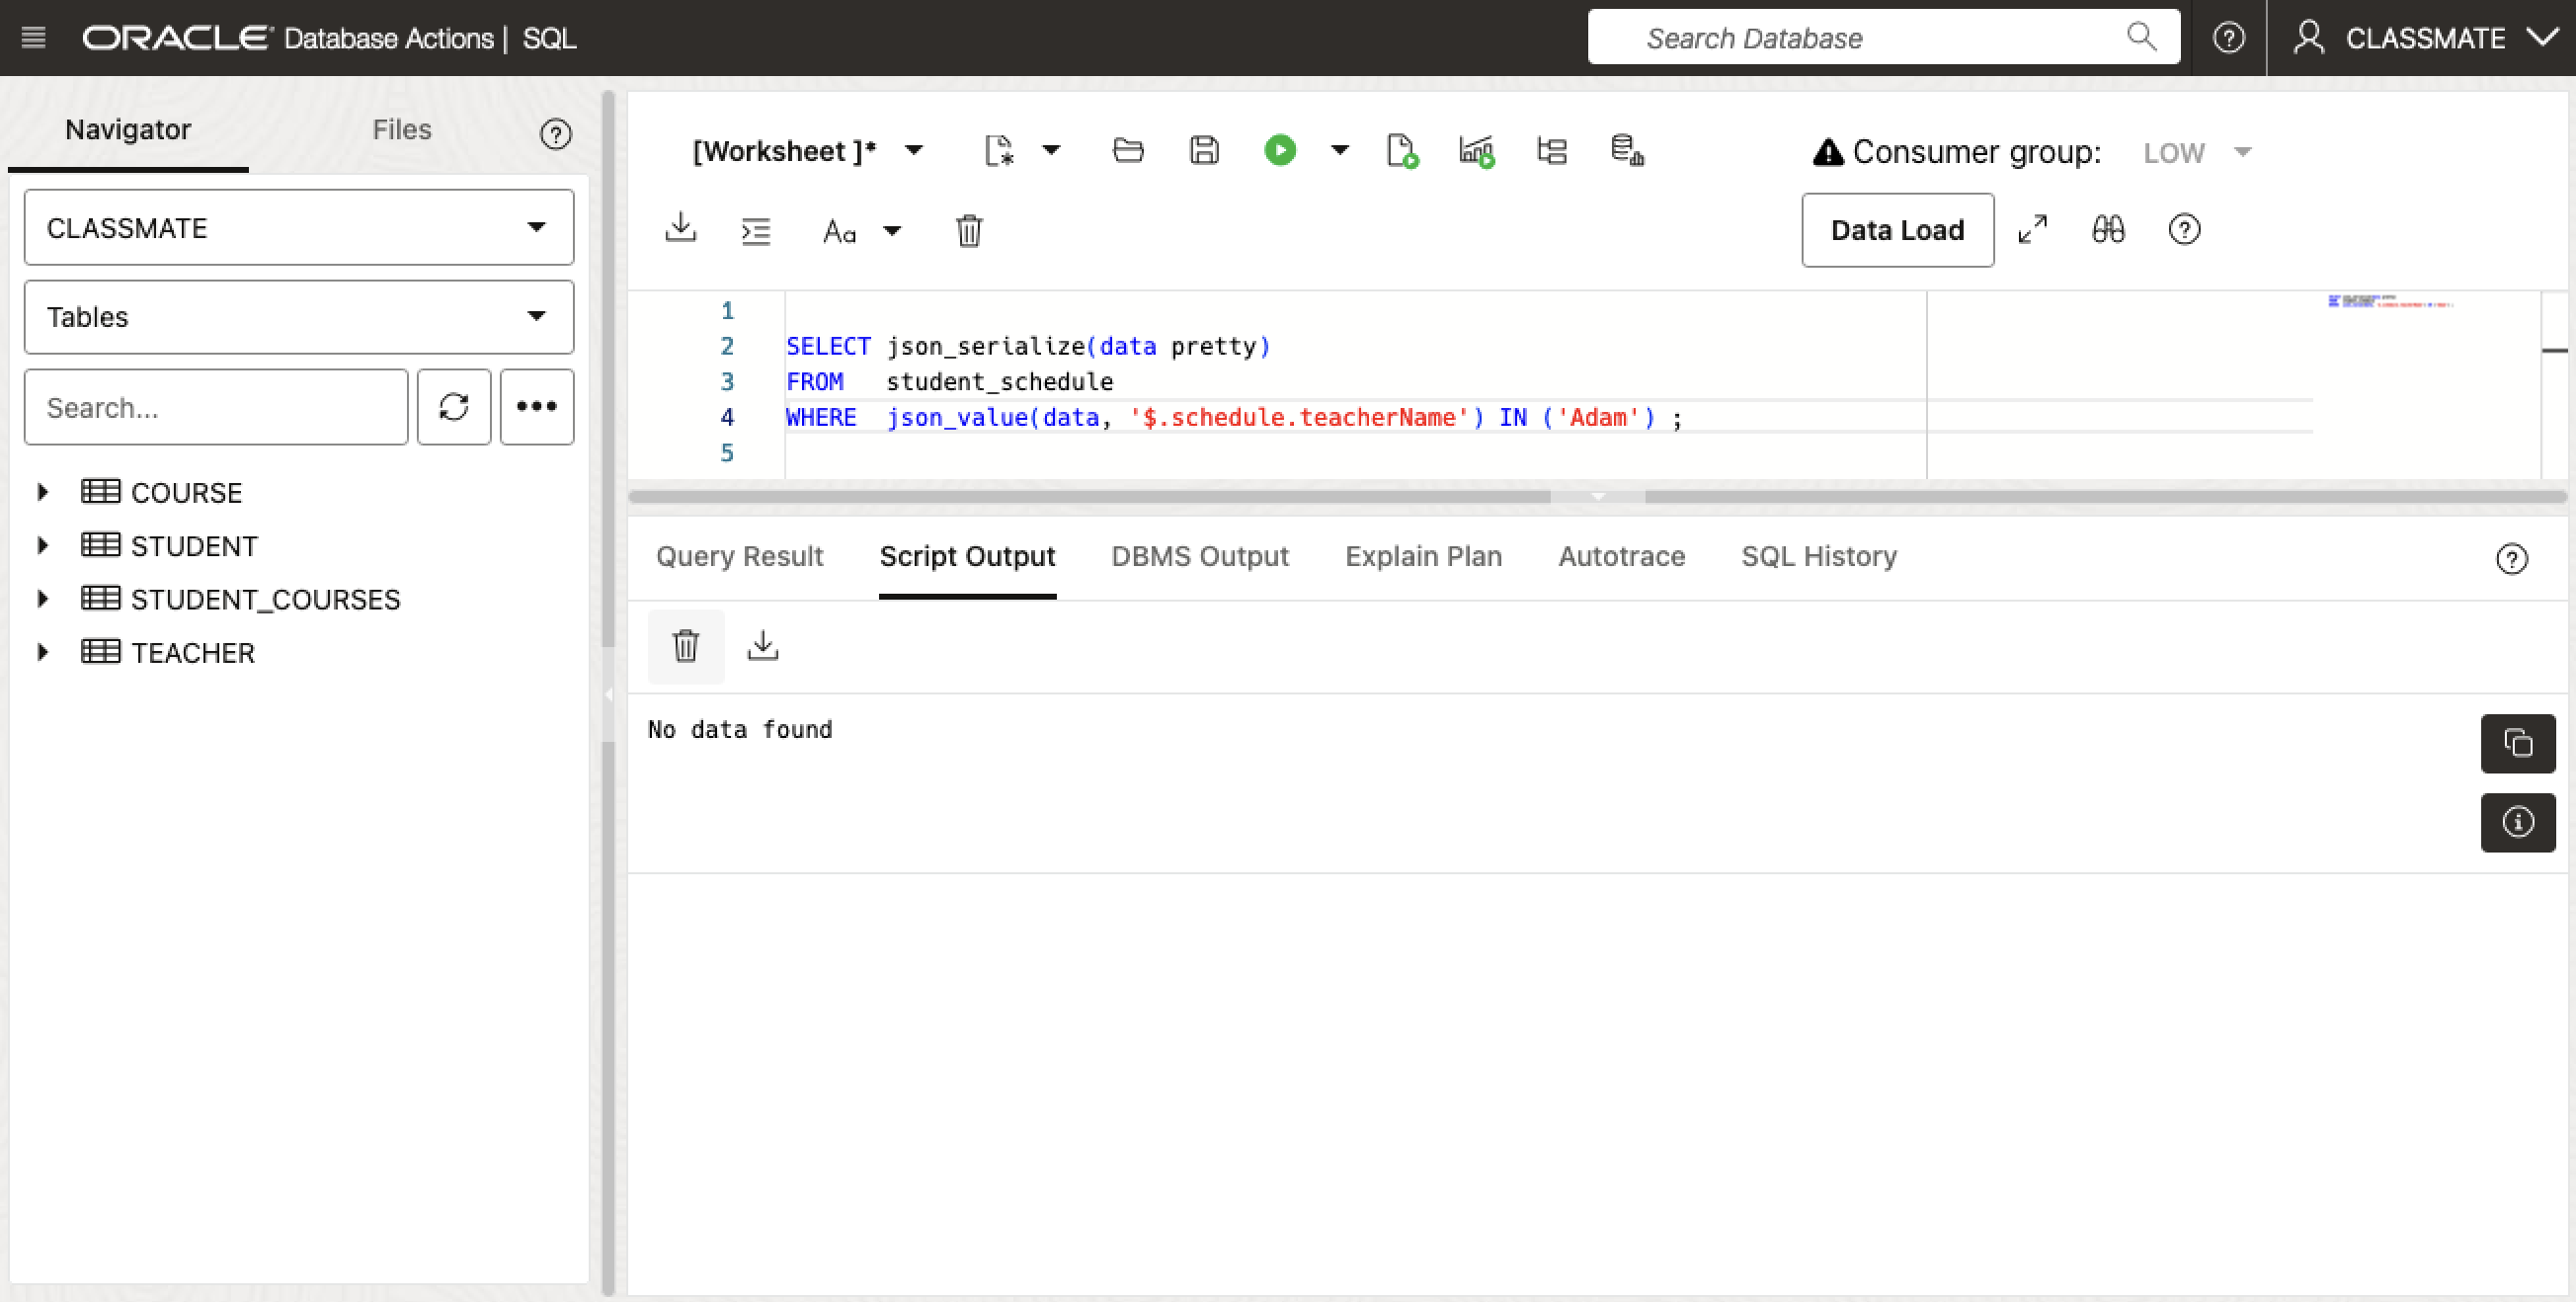 ORACLE Database Actions | SQL
Search Database
CLASSMATE
Navigator
Files
CLASSMATE
Tables
Search...
COURSE
STUDENT
STUDENT_COURSES
TEACHER
[Worksheet ]*
Consumer group: LOW
Aa
Data Load
1
2 SELECT json_serialize(data pretty)
3 FROM   student_schedule
4 WHERE  json_value(data, '$.schedule.teacherName') IN ('Adam') ;
5
Query Result
Script Output
DBMS Output
Explain Plan
Autotrace
SQL History
No data found